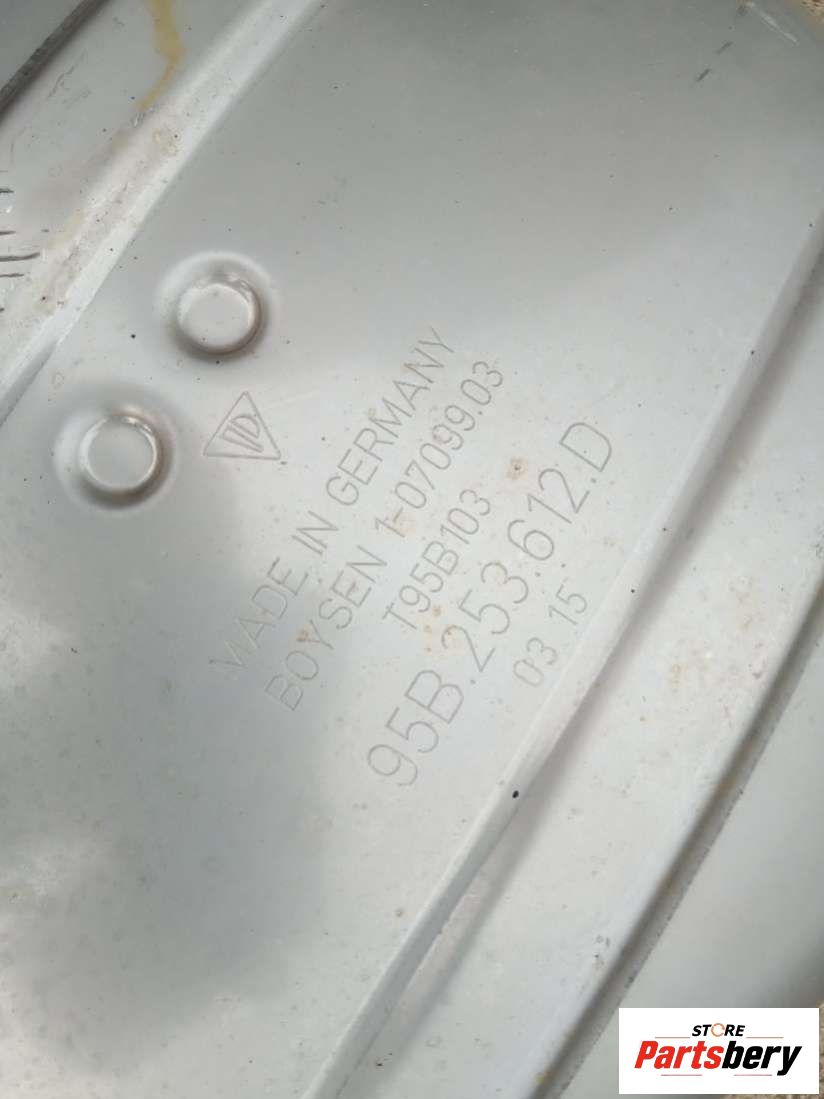 MADE IN GERMANY
BOYSEN 1-07099.03
T95B103
95B.253.612.D
03 15
STORE
Partsbery